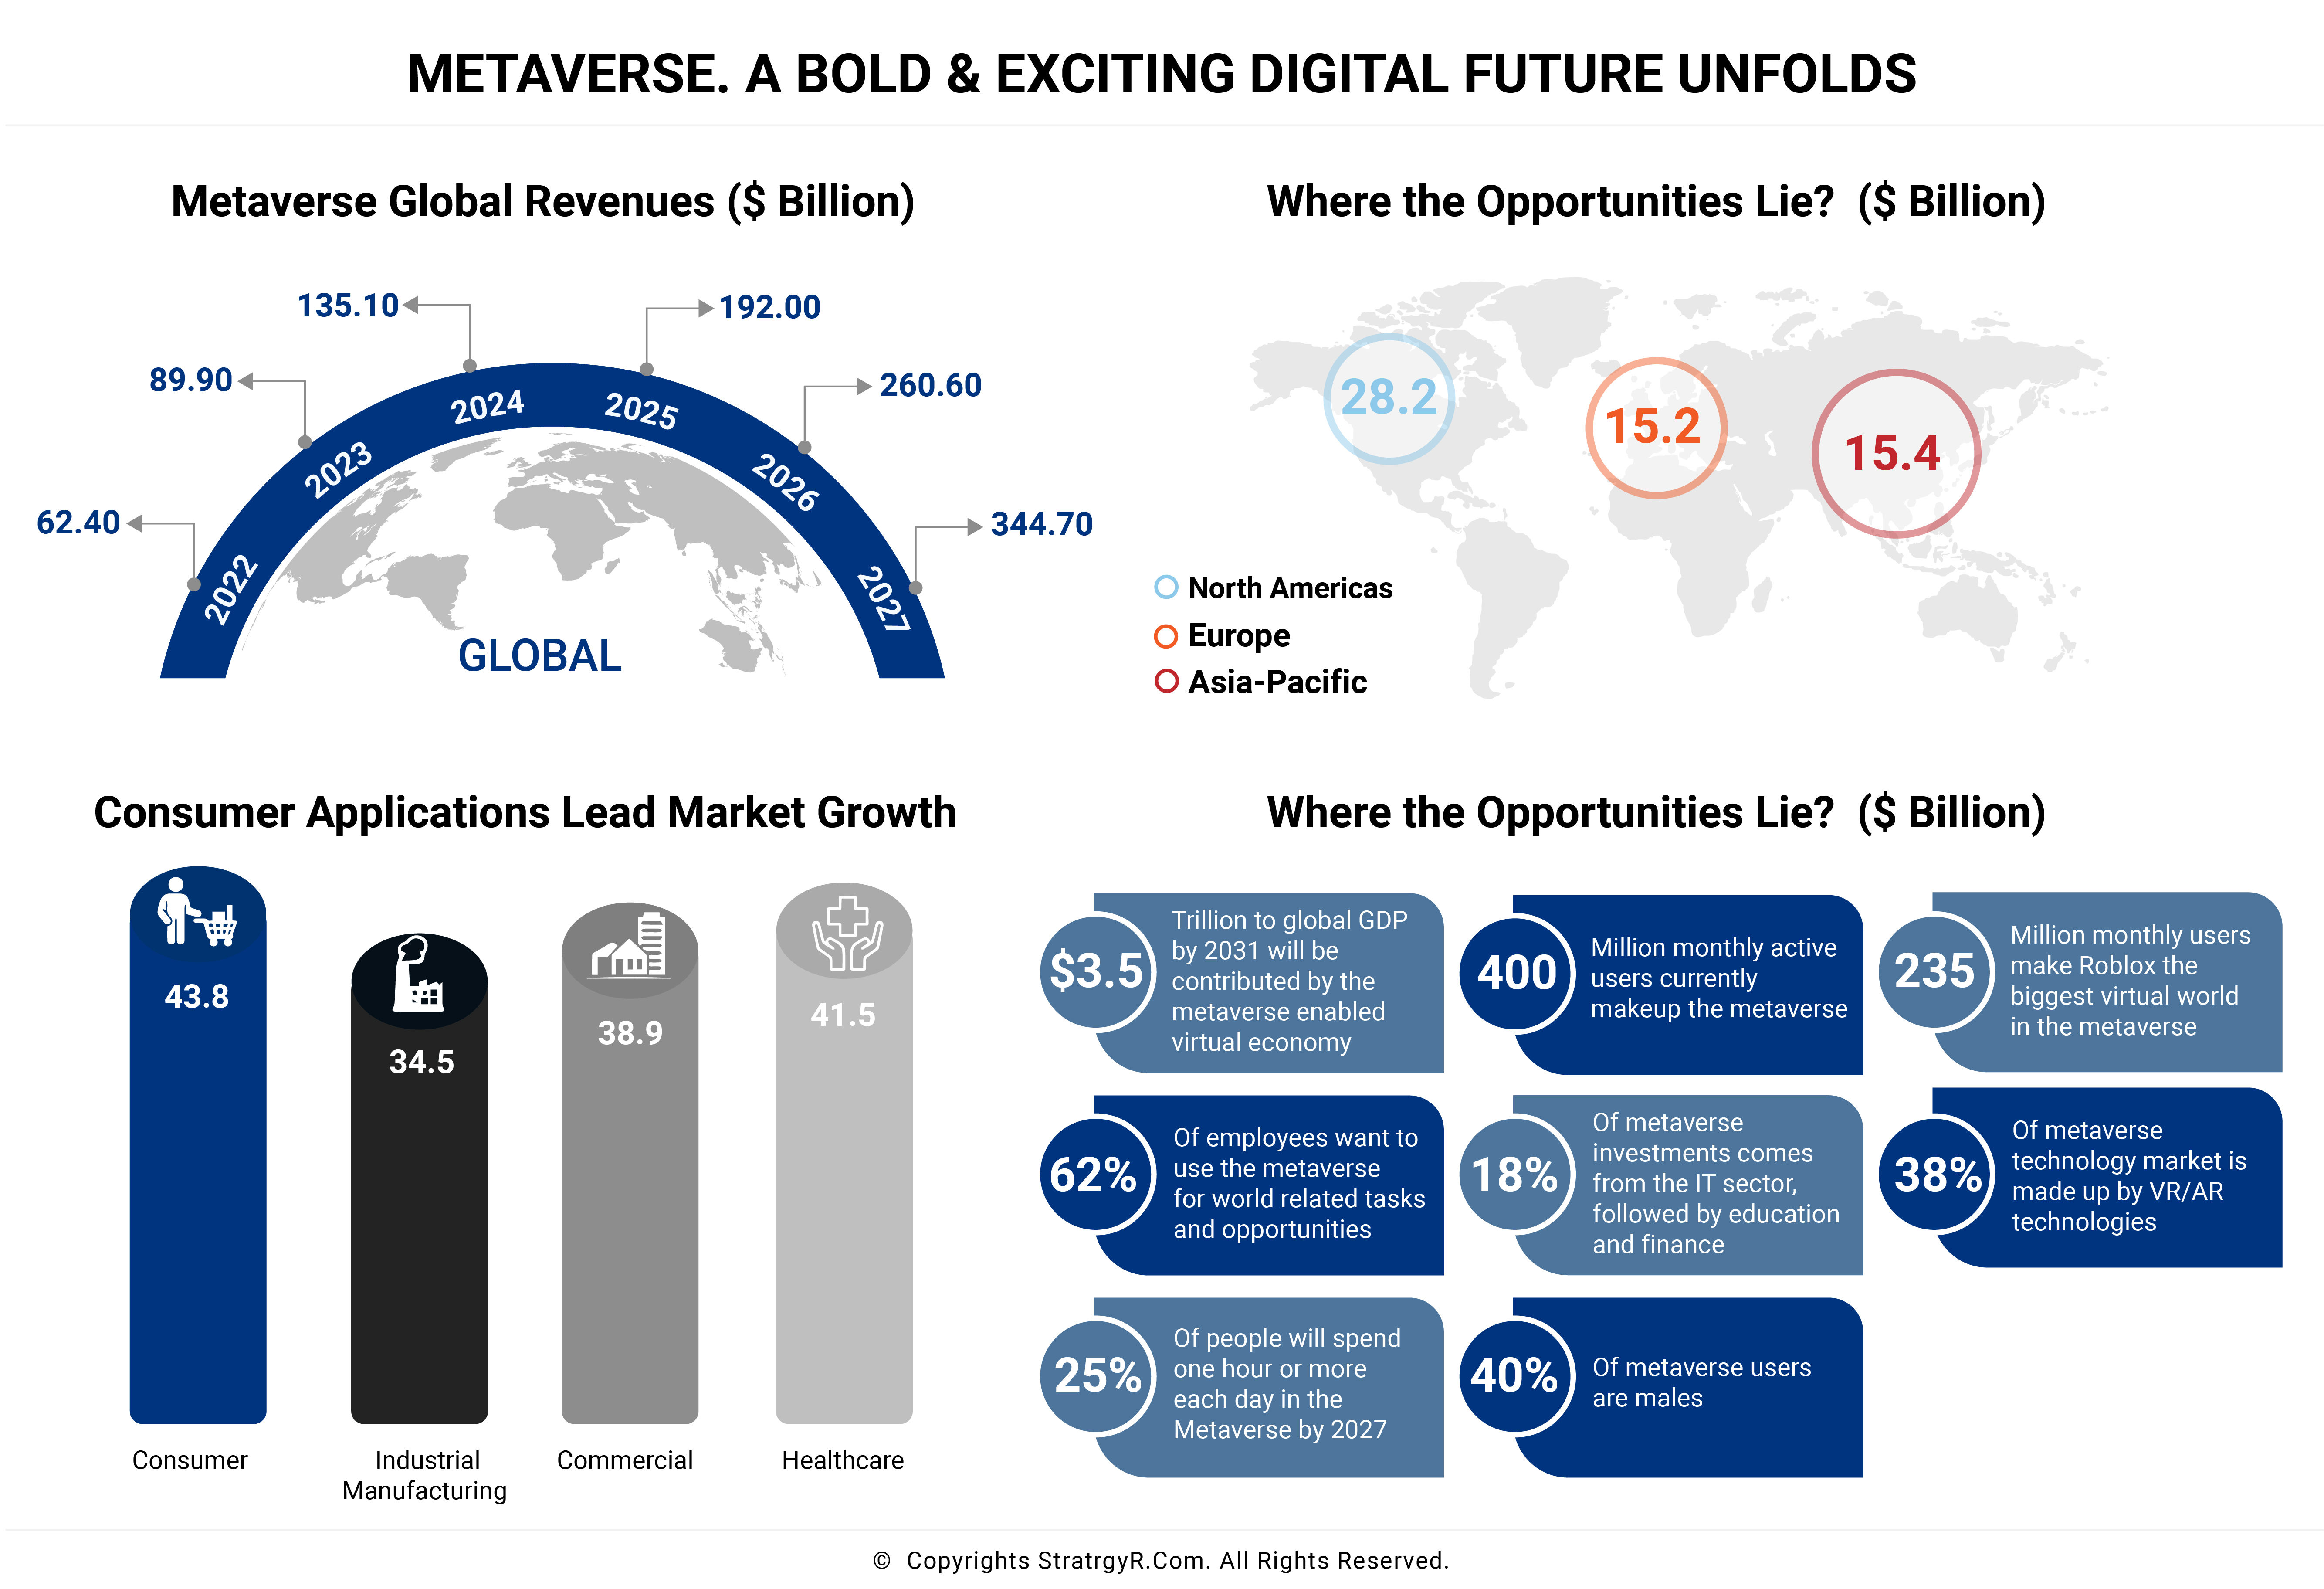 METAVERSE. A BOLD & EXCITING DIGITAL FUTURE UNFOLDS
Metaverse Global Revenues ($ Billion)
62.40
89.90
135.10
192.00
260.60
344.70
2022
2023
2024
2025
2026
2027
GLOBAL
Where the Opportunities Lie? ($ Billion)
28.2
15.2
15.4
North Americas
Europe
Asia-Pacific
Consumer Applications Lead Market Growth
43.8
34.5
38.9
41.5
Consumer
Industrial
Manufacturing
Commercial
Healthcare
Where the Opportunities Lie? ($ Billion)
$3.5
Trillion to global GDP
by 2031 will be
contributed by the
metaverse enabled
virtual economy
400
Million monthly active
users currently
makeup the metaverse
235
Million monthly users
make Roblox the
biggest virtual world
in the metaverse
62%
Of employees want to
use the metaverse
for world related tasks
and opportunities
18%
Of metaverse
investments comes
from the IT sector,
followed by education
and finance
38%
Of metaverse
technology market is
made up by VR/AR
technologies
25%
Of people will spend
one hour or more
each day in the
Metaverse by 2027
40%
Of metaverse users
are males
© Copyrights StratrgyR.Com. All Rights Reserved.